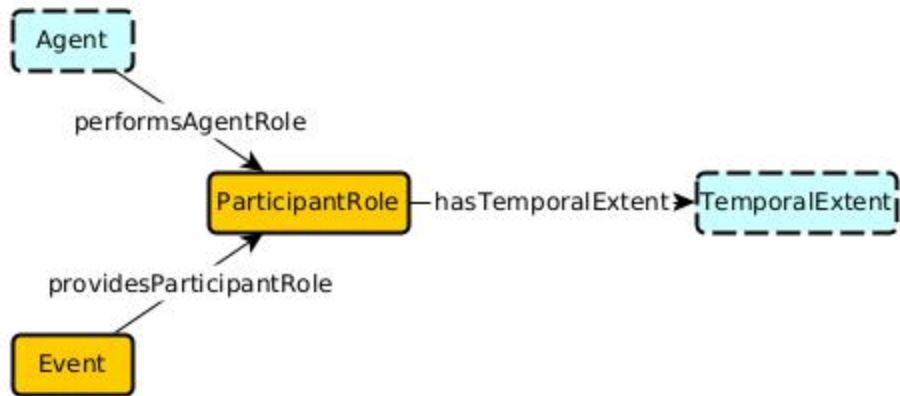 Agent
performsAgentRole
ParticipantRole
hasTemporalExtent
TemporalExtent
providesParticipantRole
Event